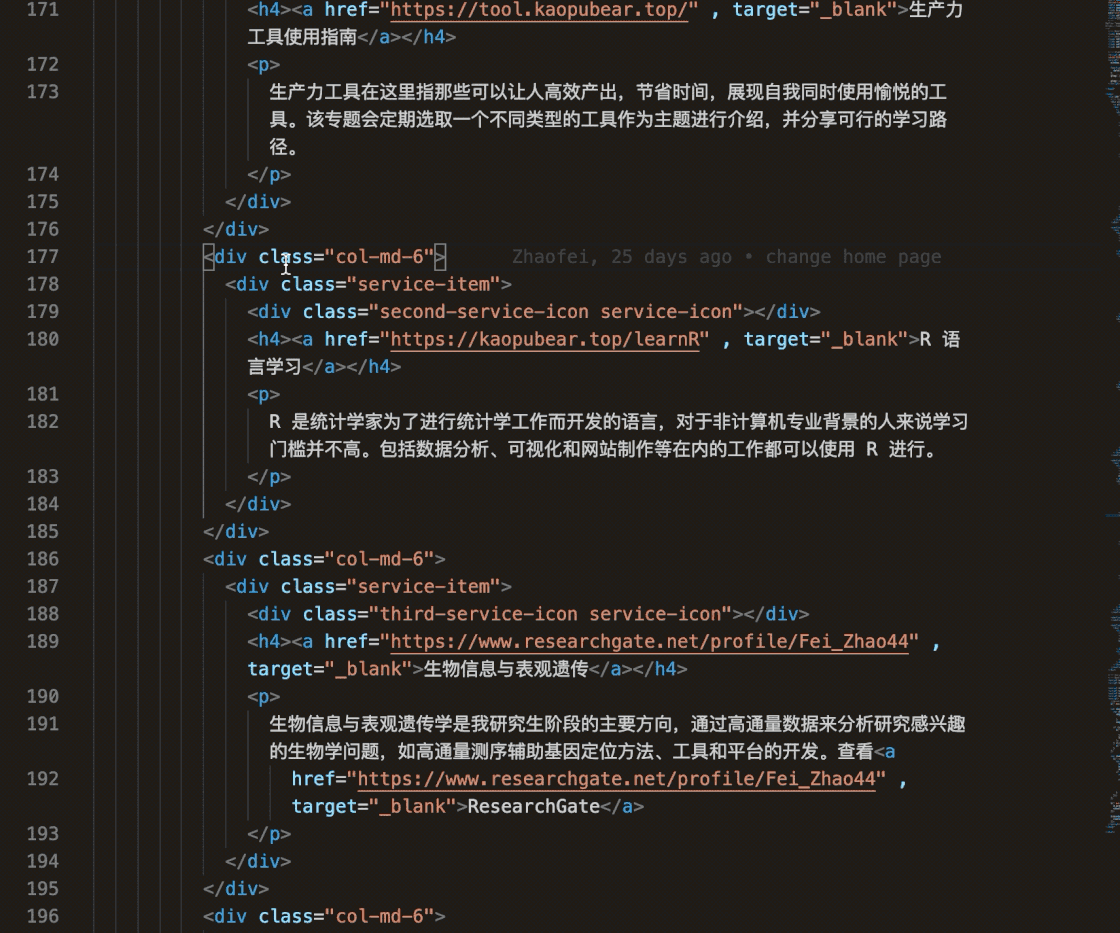 171 <h4><a href="https://tool.kaopubear.top/" , target="_blank">生产力
工具使用指南</a></h4>
172 <p>
173 生产力工具在这里指那些可以让人高效产出，节省时间，展现自我同时使用愉悦的工
具。该专题会定期选取一个不同类型的工具作为主题进行介绍，并分享可行的学习路
径。
174 </p>
175 </div>
176 </div>
177 <div class="col-md-6"> Zhaofei, 25 days ago • change home page
178 <div class="service-item">
179 <div class="second-service-icon service-icon"></div>
180 <h4><a href="https://kaopubear.top/learnR" , target="_blank">R 语
言学习</a></h4>
181 <p>
182 R 是统计学家为了进行统计学工作而开发的语言，对于非计算机专业背景的人来说学习
门槛并不高。包括数据分析、可视化和网站制作等在内的工作都可以使用 R 进行。
183 </p>
184 </div>
185 </div>
186 <div class="col-md-6">
187 <div class="service-item">
188 <div class="third-service-icon service-icon"></div>
189 <h4><a href="https://www.researchgate.net/profile/Fei_Zhao44" ,
target="_blank">生物信息与表观遗传</a></h4>
190 <p>
191 生物信息与表观遗传学是我研究生阶段的主要方向，通过高通量数据来分析研究感兴趣
的生物学问题，如高通量测序辅助基因定位方法、工具和平台的开发。查看<a
192 href="https://www.researchgate.net/profile/Fei_Zhao44" ,
target="_blank">ResearchGate</a>
193 </p>
194 </div>
195 </div>
196 <div class="col-md-6">